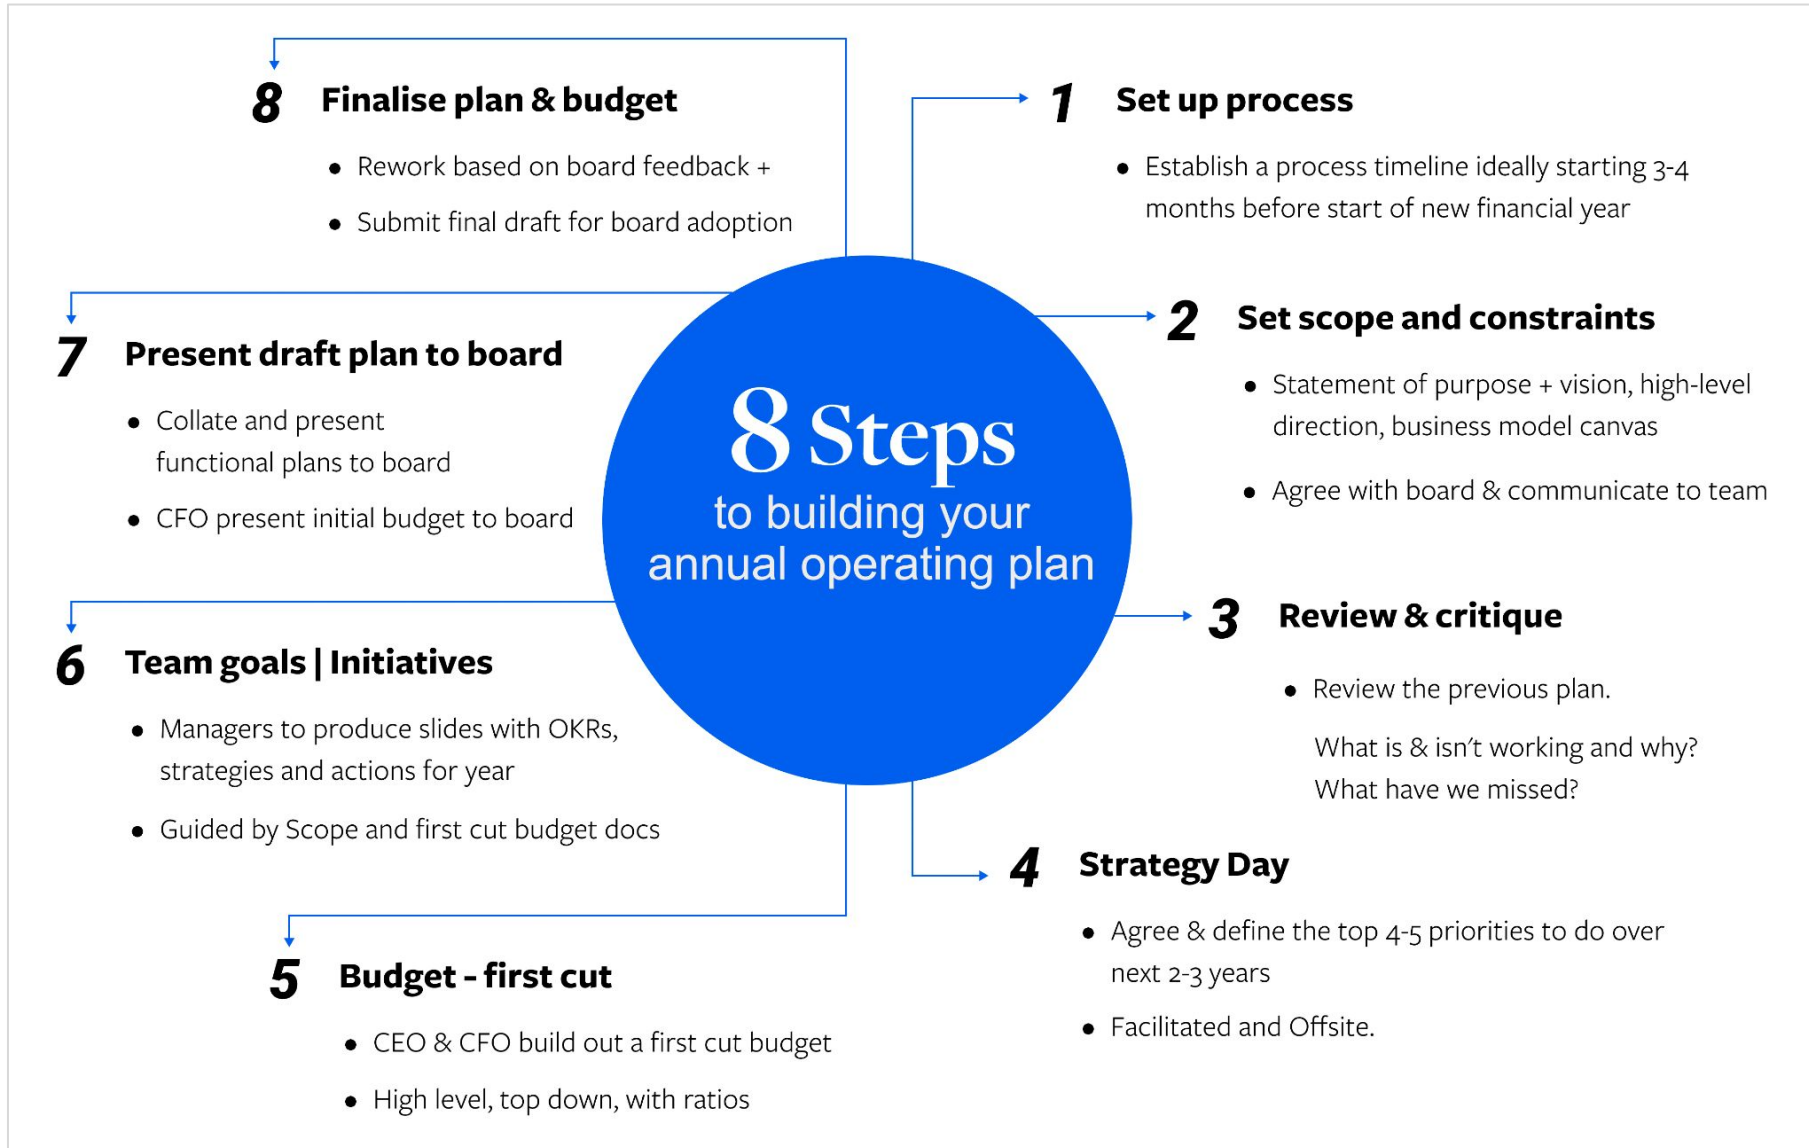 8 Steps
to building your
annual operating plan
1 Set up process
• Establish a process timeline ideally starting 3-4
months before start of new financial year
2 Set scope and constraints
• Statement of purpose + vision, high-level
direction, business model canvas
• Agree with board & communicate to team
3 Review & critique
• Review the previous plan.
What is & isn't working and why?
What have we missed?
4 Strategy Day
• Agree & define the top 4-5 priorities to do over
next 2-3 years
• Facilitated and Offsite.
5 Budget - first cut
• CEO & CFO build out a first cut budget
• High level, top down, with ratios
6 Team goals | Initiatives
• Managers to produce slides with OKRs,
strategies and actions for year
• Guided by Scope and first cut budget docs
7 Present draft plan to board
• Collate and present
functional plans to board
• CFO present initial budget to board
8 Finalise plan & budget
• Rework based on board feedback +
• Submit final draft for board adoption